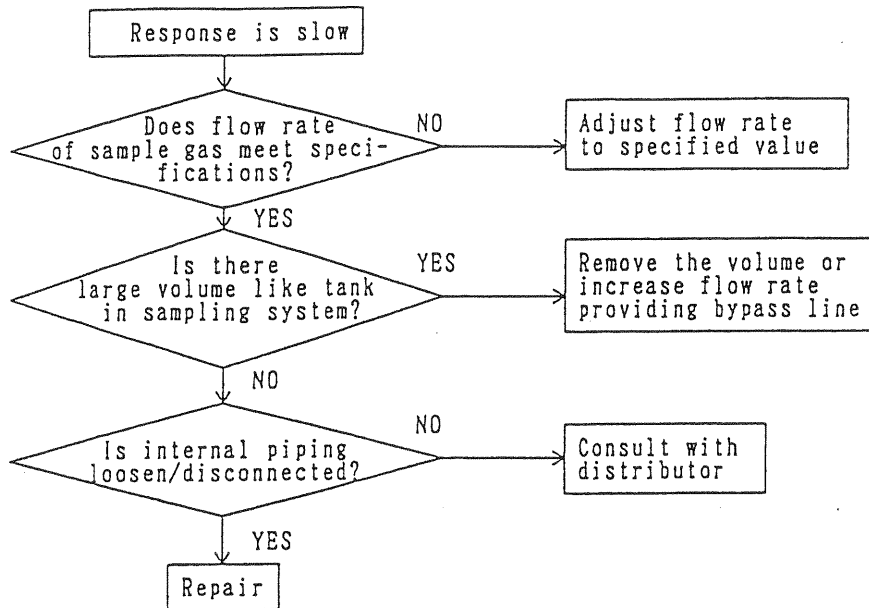 Response is slow
Does flow rate
of sample gas meet speci-
fications?
NO
Adjust flow rate
to specified value
YES
Is there
large volume like tank
in sampling system?
YES
Remove the volume or
increase flow rate
providing bypass line
NO
Is internal piping
loosen/disconnected?
NO
Consult with
distributor
YES
Repair